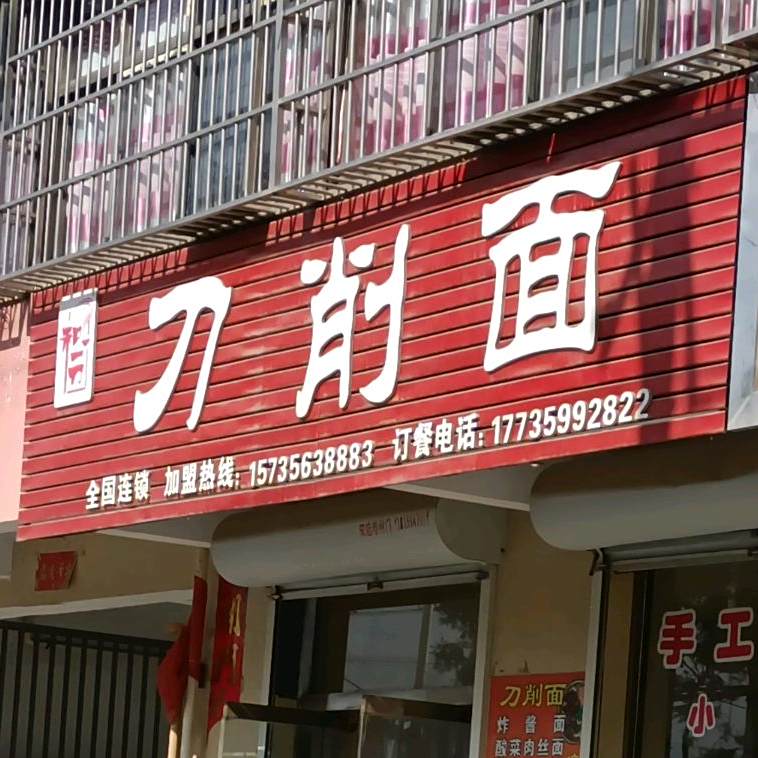 刀削面
全国连锁 加盟热线:15735638883 订餐电话:17735992822
手工
小
刀削面
炸酱面
酸菜肉丝面